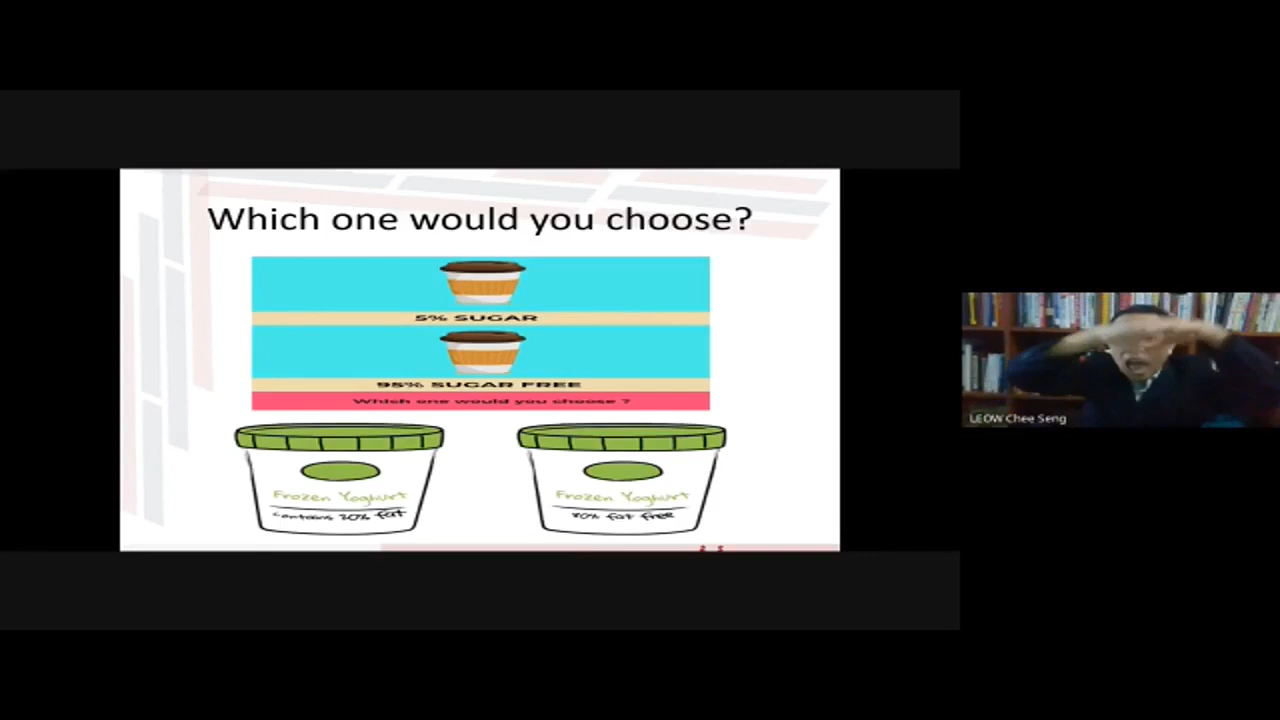 Which one would you choose?
5% SUGAR
95% SUGAR FREE
Which one would you choose ?
Frozen Yoghurt
contains 20% fat
Frozen Yoghurt
80% fat free
LEOW Chee Seng